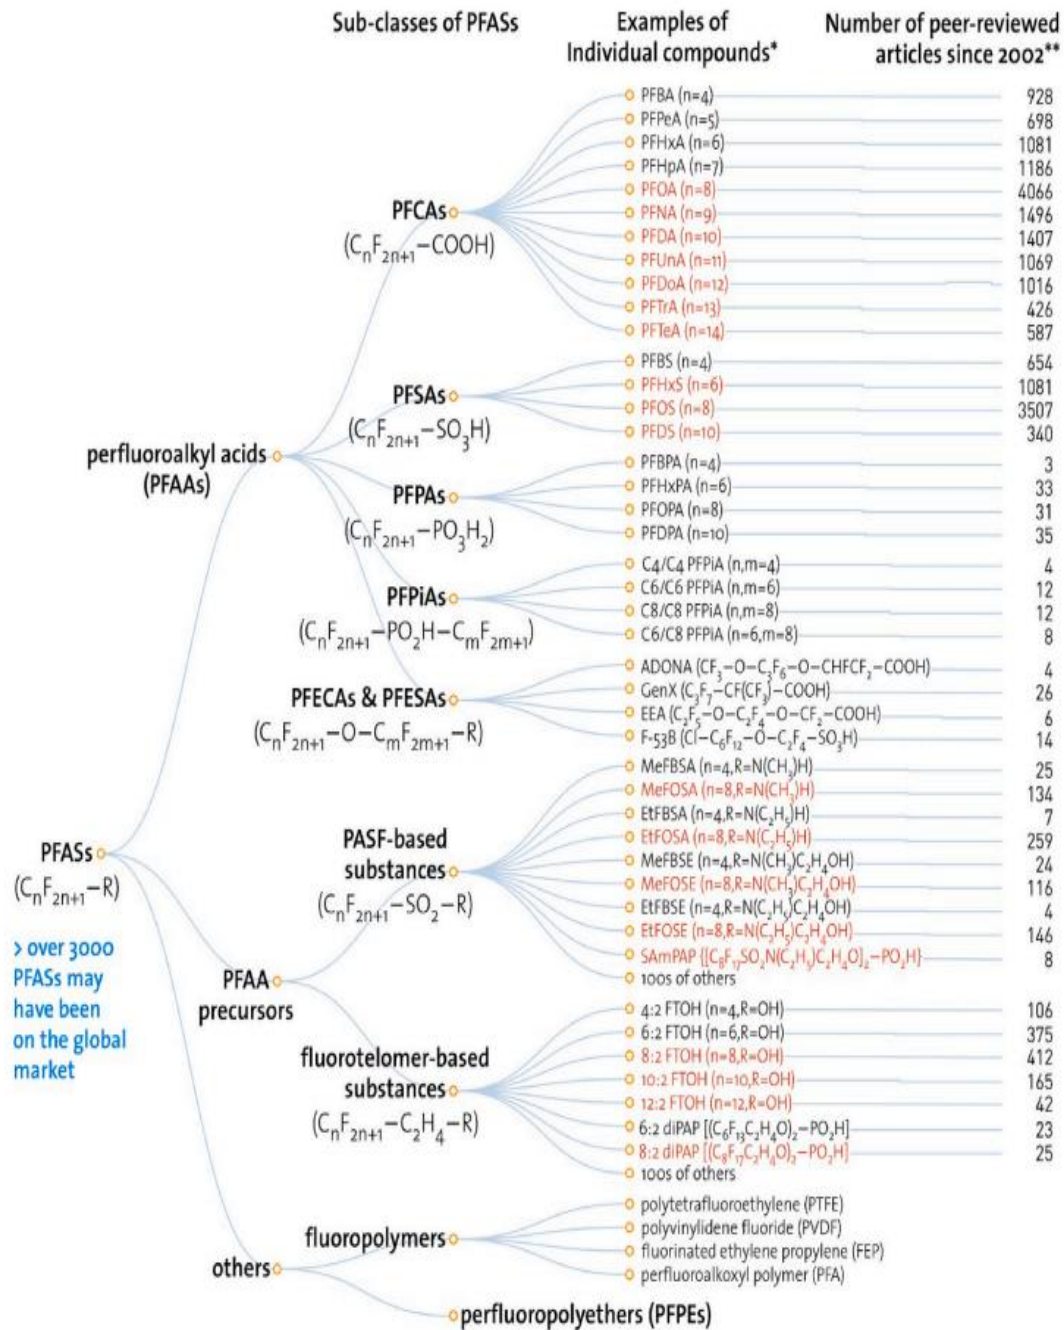 Sub-classes of PFASs
Examples of
Individual compounds*
Number of peer-reviewed
articles since 2002**
PFASs
(CnF2n+1–R)
> over 3000
PFASs may
have been
on the global
market
perfluoroalkyl acids
(PFAAs)
PFCAs
(CnF2n+1–COOH)
PFBA (n=4) 928
PFPeA (n=5) 698
PFHxA (n=6) 1081
PFHpA (n=7) 1186
PFOA (n=8) 4066
PFNA (n=9) 1496
PFDA (n=10) 1407
PFUnA (n=11) 1069
PFDoA (n=12) 1016
PFTrA (n=13) 426
PFTeA (n=14) 587
PFSAs
(CnF2n+1–SO3H)
PFBS (n=4) 654
PFHxS (n=6) 1081
PFOS (n=8) 3507
PFDS (n=10) 340
PFPAs
(CnF2n+1–PO3H2)
PFBPA (n=4) 3
PFHxPA (n=6) 33
PFOPA (n=8) 31
PFDPA (n=10) 35
PFPiAs
(CnF2n+1–PO2H–CmF2m+1)
C4/C4 PFPiA (n,m=4) 4
C6/C6 PFPiA (n,m=6) 12
C8/C8 PFPiA (n,m=8) 12
C6/C8 PFPiA (n=6,m=8) 8
PFECAs & PFESAs
(CnF2n+1–O–CmF2m+1–R)
ADONA (CF3–O–C3F6–O–CHFCF2–COOH) 4
GenX (C3F7–CF(CF3)–COOH) 26
EEA (C2F5–O–C2F4–O–CF2–COOH) 6
F-53B (Cl–C6F12–O–C2F4–SO3H) 14
PFAA
precursors
PASF-based
substances
(CnF2n+1–SO2–R)
MeFBSA (n=4,R=N(CH3)H) 25
MeFOSA (n=8,R=N(CH3)H) 134
EtFBSA (n=4,R=N(C2H5)H) 7
EtFOSA (n=8,R=N(C2H5)H) 259
MeFBSE (n=4,R=N(CH3)C2H4OH) 24
MeFOSE (n=8,R=N(CH3)C2H4OH) 116
EtFBSE (n=4,R=N(C2H5)C2H4OH) 4
EtFOSE (n=8,R=N(C2H5)C2H4OH) 146
SAmPAP {[C8F17SO2N(C2H5)C2H4O]2–PO2H} 8
100s of others
fluorotelomer-based
substances
(CnF2n+1–C2H4–R)
4:2 FTOH (n=4,R=OH) 106
6:2 FTOH (n=6,R=OH) 375
8:2 FTOH (n=8,R=OH) 412
10:2 FTOH (n=10,R=OH) 165
12:2 FTOH (n=12,R=OH) 42
6:2 diPAP [(C6F13C2H4O)2–PO2H] 23
8:2 diPAP [(C8F17C2H4O)2–PO2H] 25
100s of others
others
fluoropolymers
polytetrafluoroethylene (PTFE)
polyvinylidene fluoride (PVDF)
fluorinated ethylene propylene (FEP)
perfluoroalkoxyl polymer (PFA)
perfluoropolyethers (PFPEs)